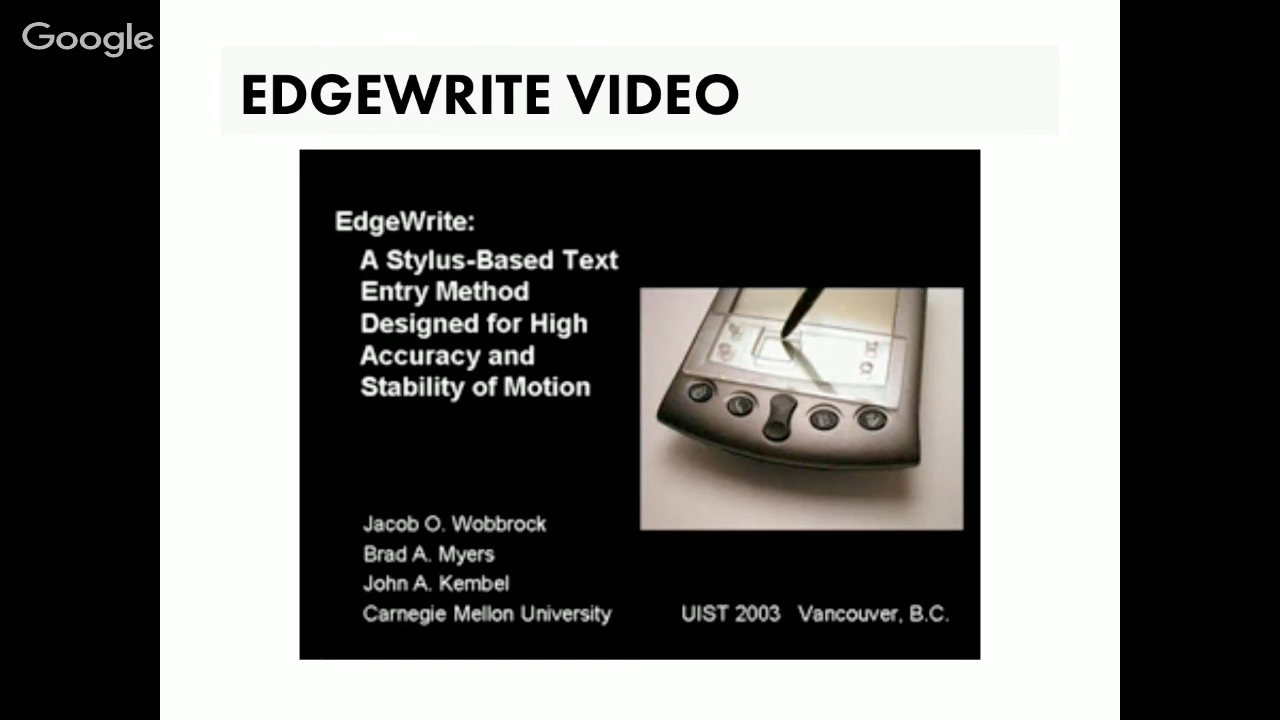 Google
EDGEWRITE VIDEO
EdgeWrite:
A Stylus-Based Text
Entry Method
Designed for High
Accuracy and
Stability of Motion
Jacob O. Wobbrock
Brad A. Myers
John A. Kembel
Carnegie Mellon University
UIST 2003 Vancouver, B.C.